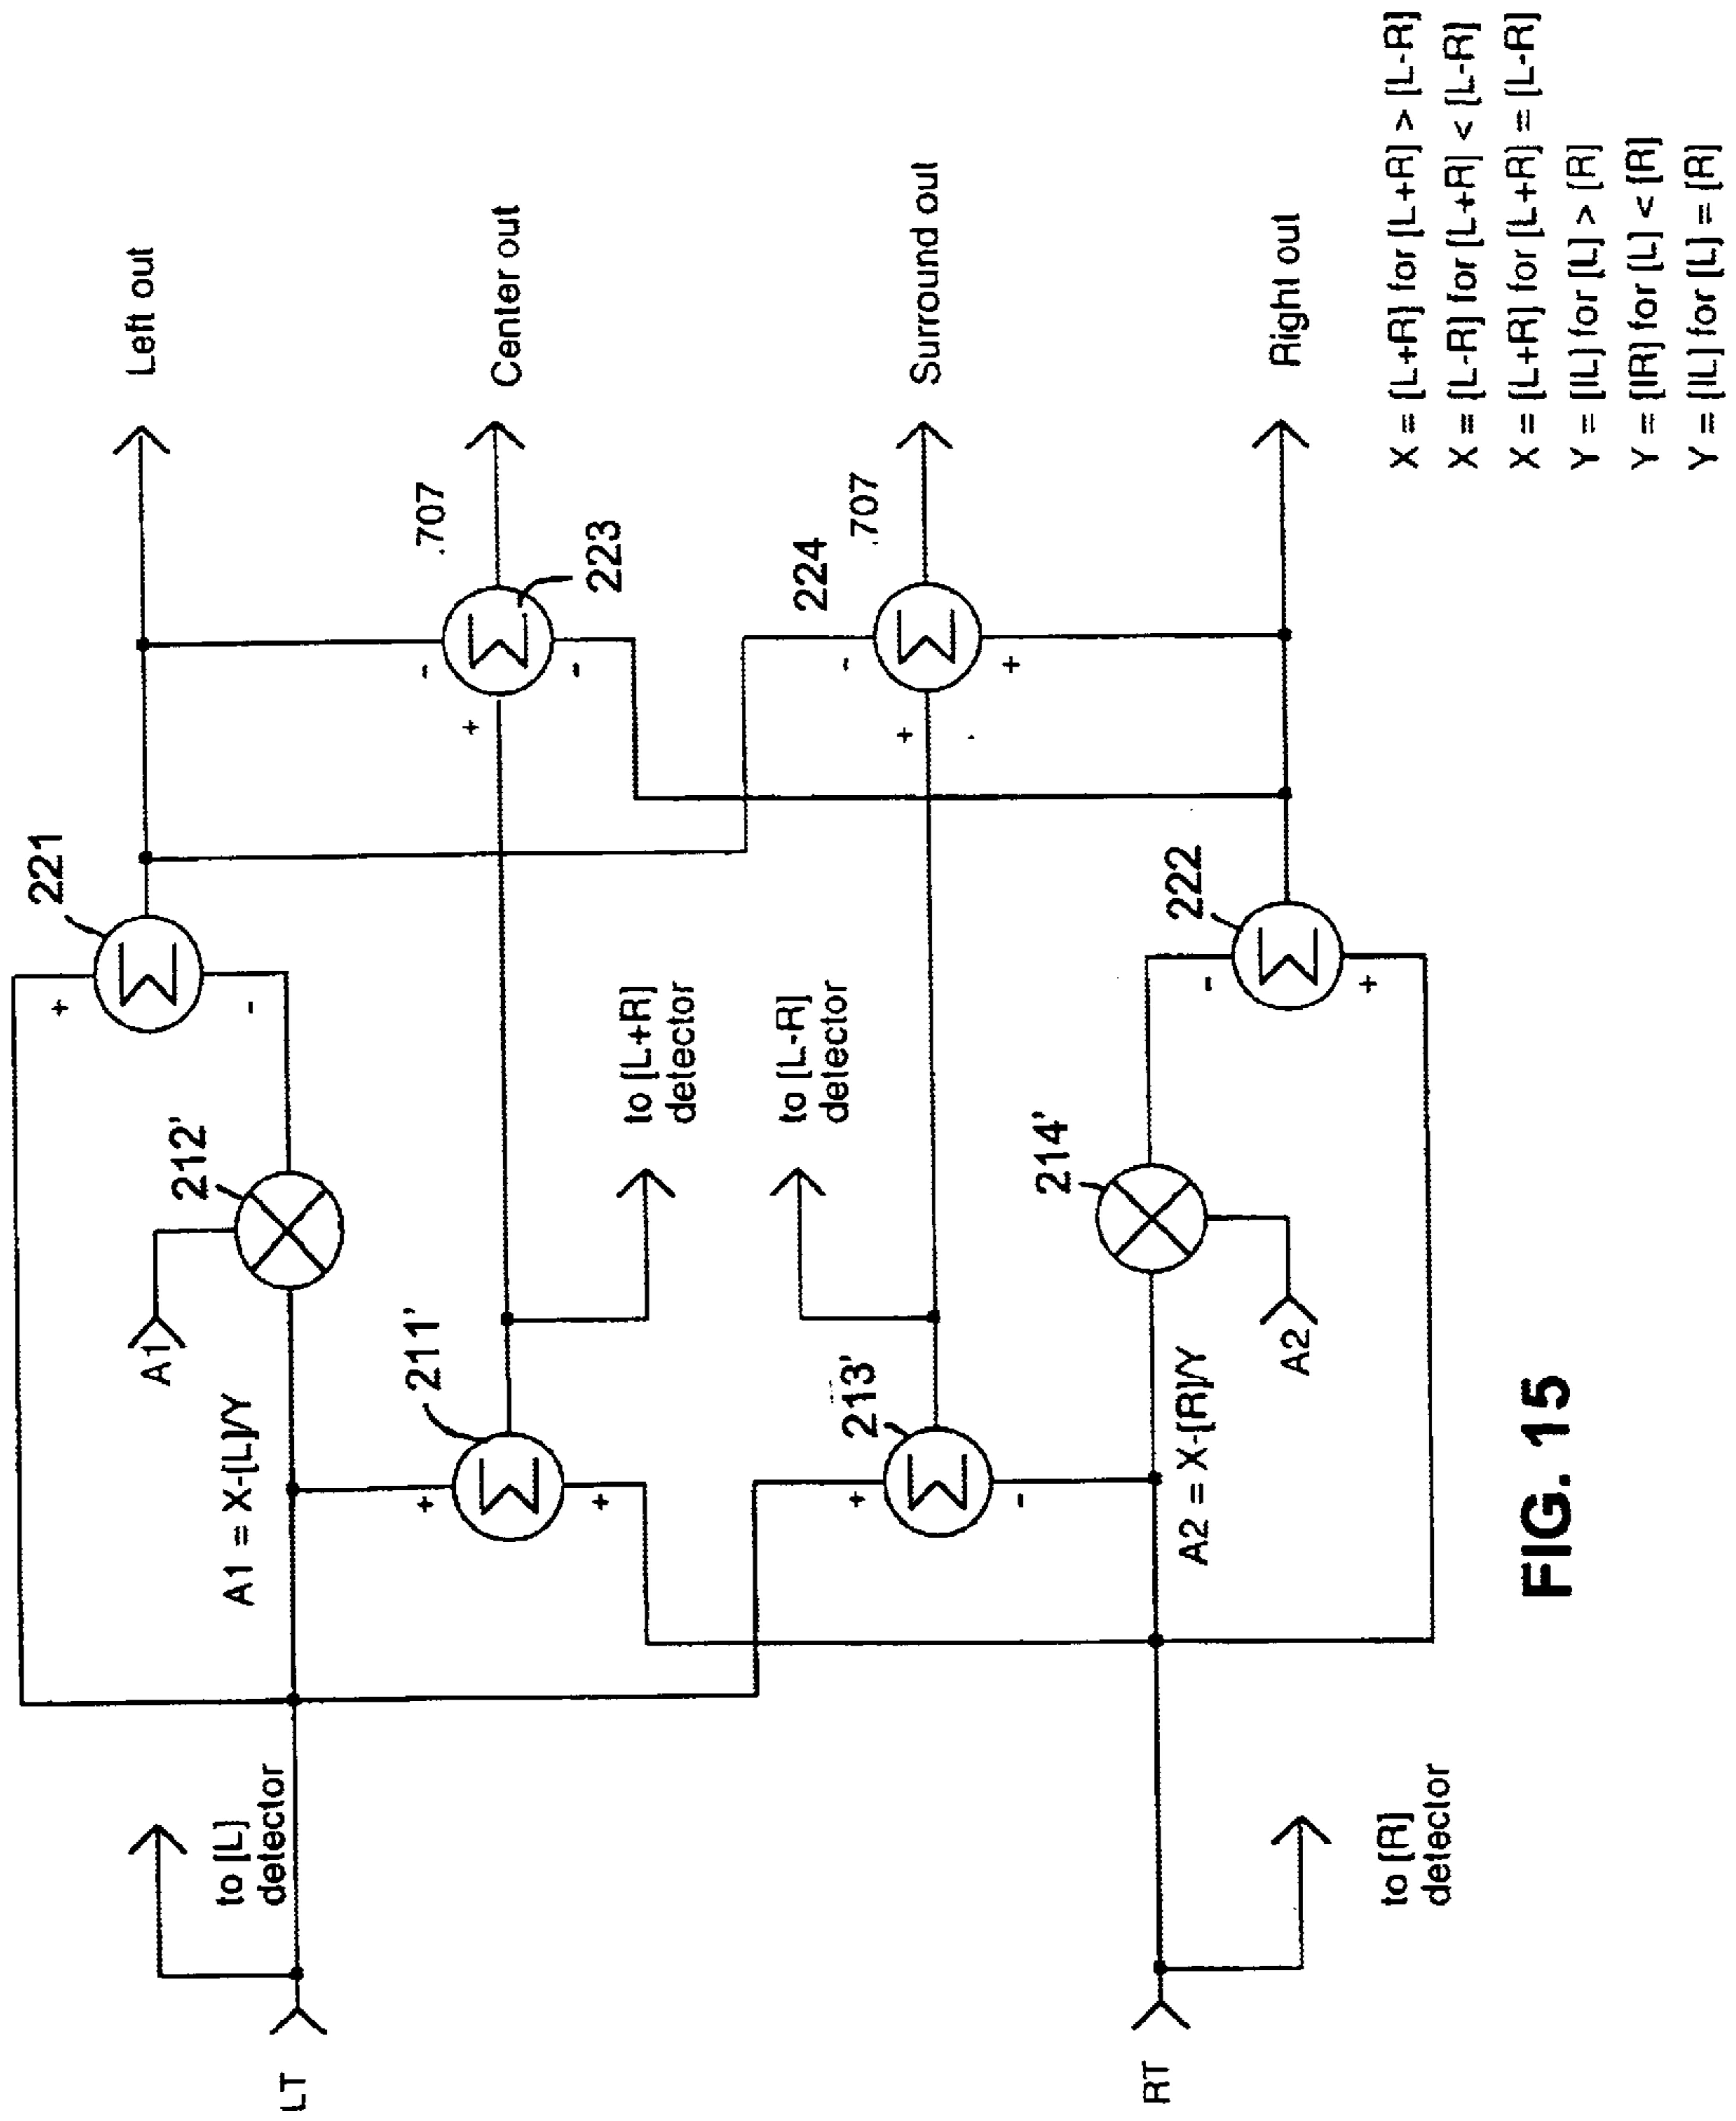 Left out
Center out
Surround out
Right out
.707
.707
221
222
223
224
+
-
-
-
+
-
+
+
-
+
212'
214'
A1
A2
to [L+R]
detector
to [L-R]
detector
211'
213'
A1 = X-[L]/Y
A2 = X-[R]/Y
+
+
+
-
to [L]
detector
to [R]
detector
LT
RT
X = [L+R] for [L+R] > [L-R]
X = [L-R] for [L+R] < [L-R]
X = [L+R] for [L+R] = [L-R]
Y = [IL] for [L] > [R]
Y = [IR] for [L] < [R]
Y = [IL] for [L] = [R]
FIG. 15